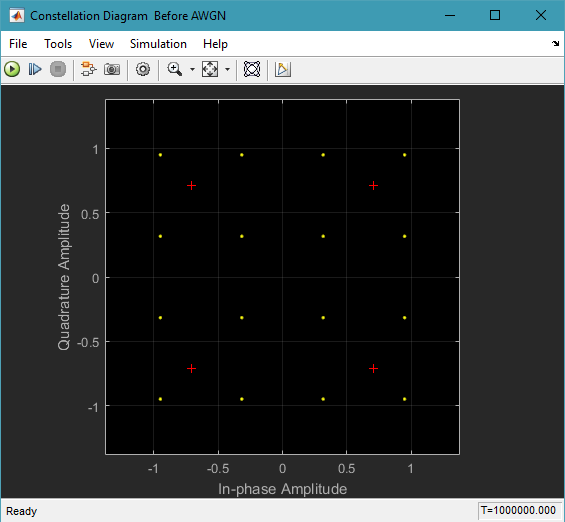 Constellation Diagram  Before AWGN
File Tools View Simulation Help
1
0.5
0
-0.5
-1
Quadrature Amplitude
-1 -0.5 0 0.5 1
In-phase Amplitude
Ready T=1000000.000